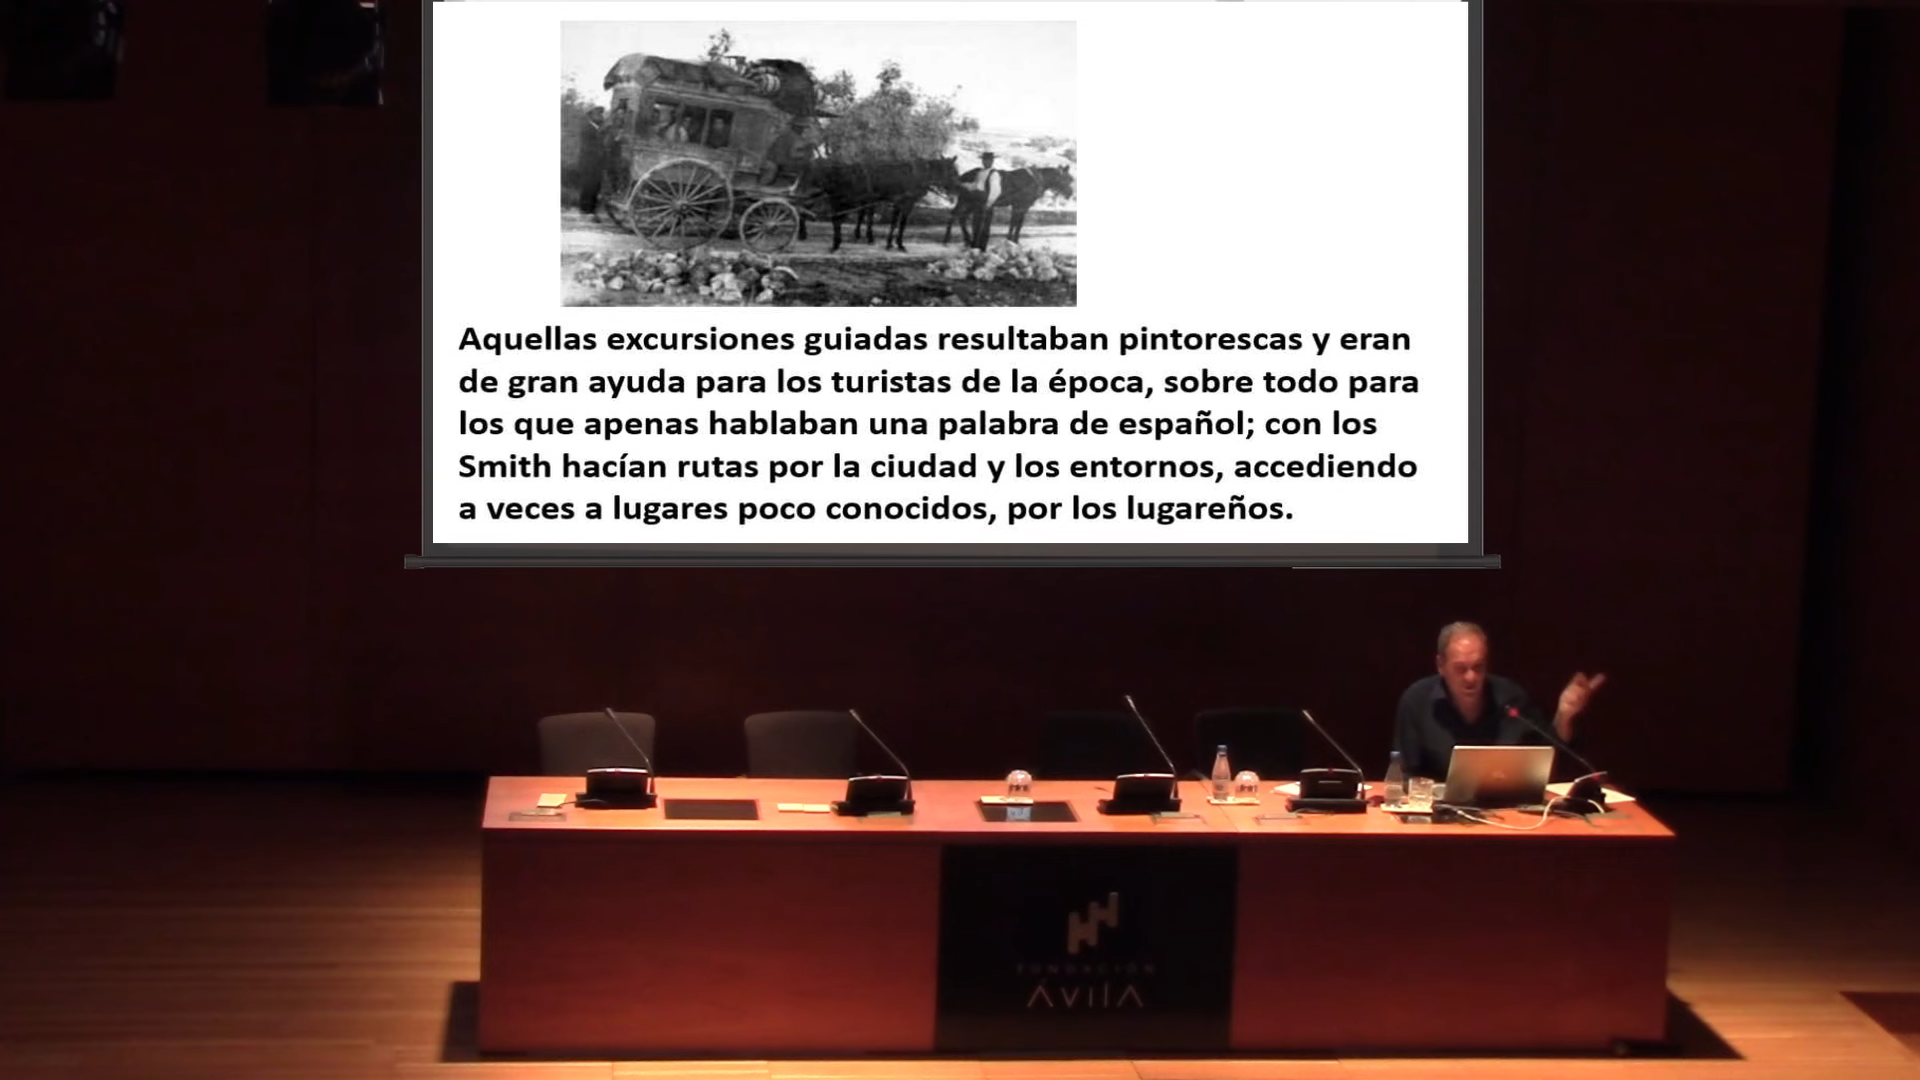 Aquellas excursiones guiadas resultaban pintorescas y eran
de gran ayuda para los turistas de la época, sobre todo para
los que apenas hablaban una palabra de español; con los
Smith hacían rutas por la ciudad y los entornos, accediendo
a veces a lugares poco conocidos, por los lugareños.
FUNDACIÓN
ÁVILA